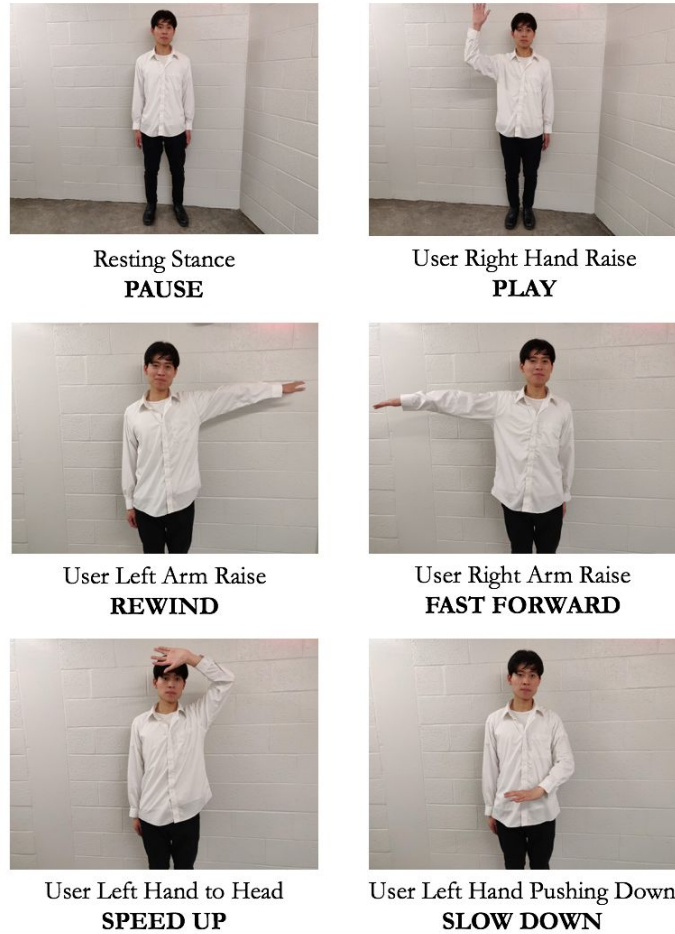 Resting Stance
PAUSE
User Right Hand Raise
PLAY
User Left Arm Raise
REWIND
User Right Arm Raise
FAST FORWARD
User Left Hand to Head
SPEED UP
User Left Hand Pushing Down
SLOW DOWN